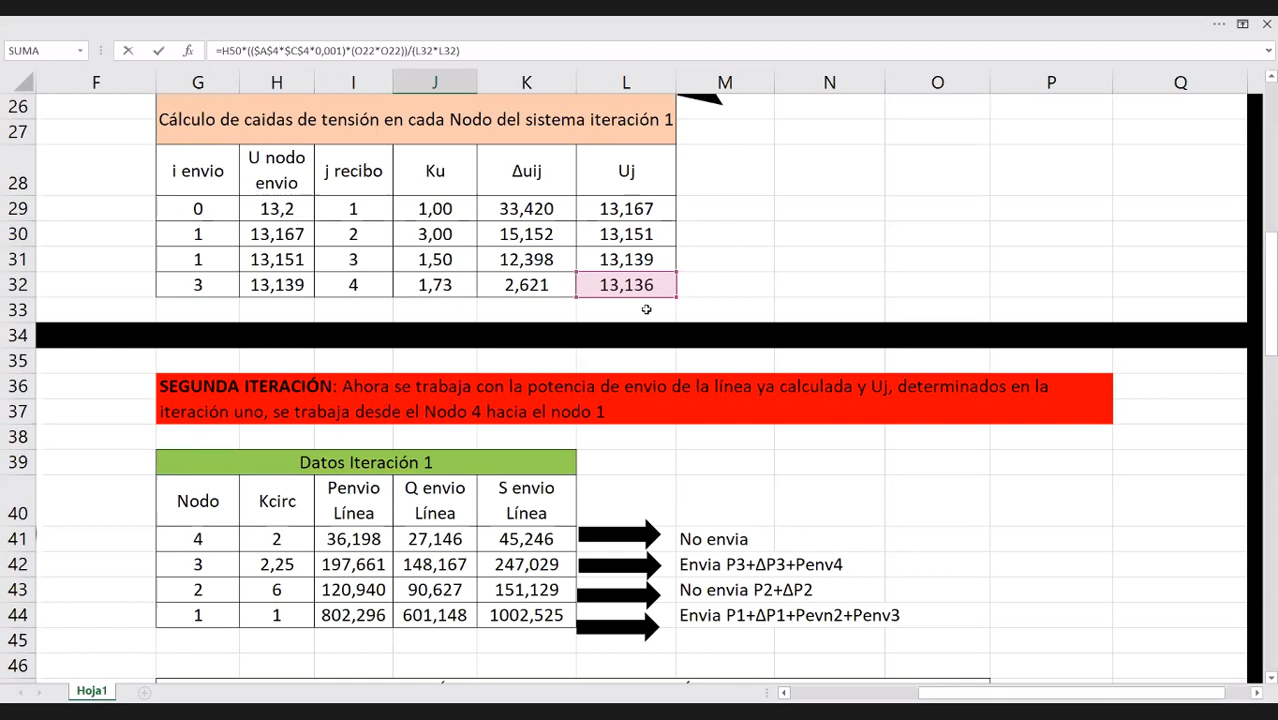 SUMA
=H50*(($A$4*$C$4*0,001)*(O22*O22))/(L32*L32)
F G H I J K L M N O P Q
26 Cálculo de caidas de tensión en cada Nodo del sistema iteración 1
27
28 i envio U nodo envio j recibo Ku Δuij Uj
29 0 13,2 1 1,00 33,420 13,167
30 1 13,167 2 3,00 15,152 13,151
31 1 13,151 3 1,50 12,398 13,139
32 3 13,139 4 1,73 2,621 13,136
33
34
35
36 SEGUNDA ITERACIÓN: Ahora se trabaja con la potencia de envio de la línea ya calculada y Uj, determinados en la
37 iteración uno, se trabaja desde el Nodo 4 hacia el nodo 1
38
39 Datos Iteración 1
40 Nodo Kcirc Penvio Línea Q envio Línea S envio Línea
41 4 2 36,198 27,146 45,246 No envia
42 3 2,25 197,661 148,167 247,029 Envia P3+ΔP3+Penv4
43 2 6 120,940 90,627 151,129 No envia P2+ΔP2
44 1 1 802,296 601,148 1002,525 Envia P1+ΔP1+Pevn2+Penv3
45
46
Hoja1